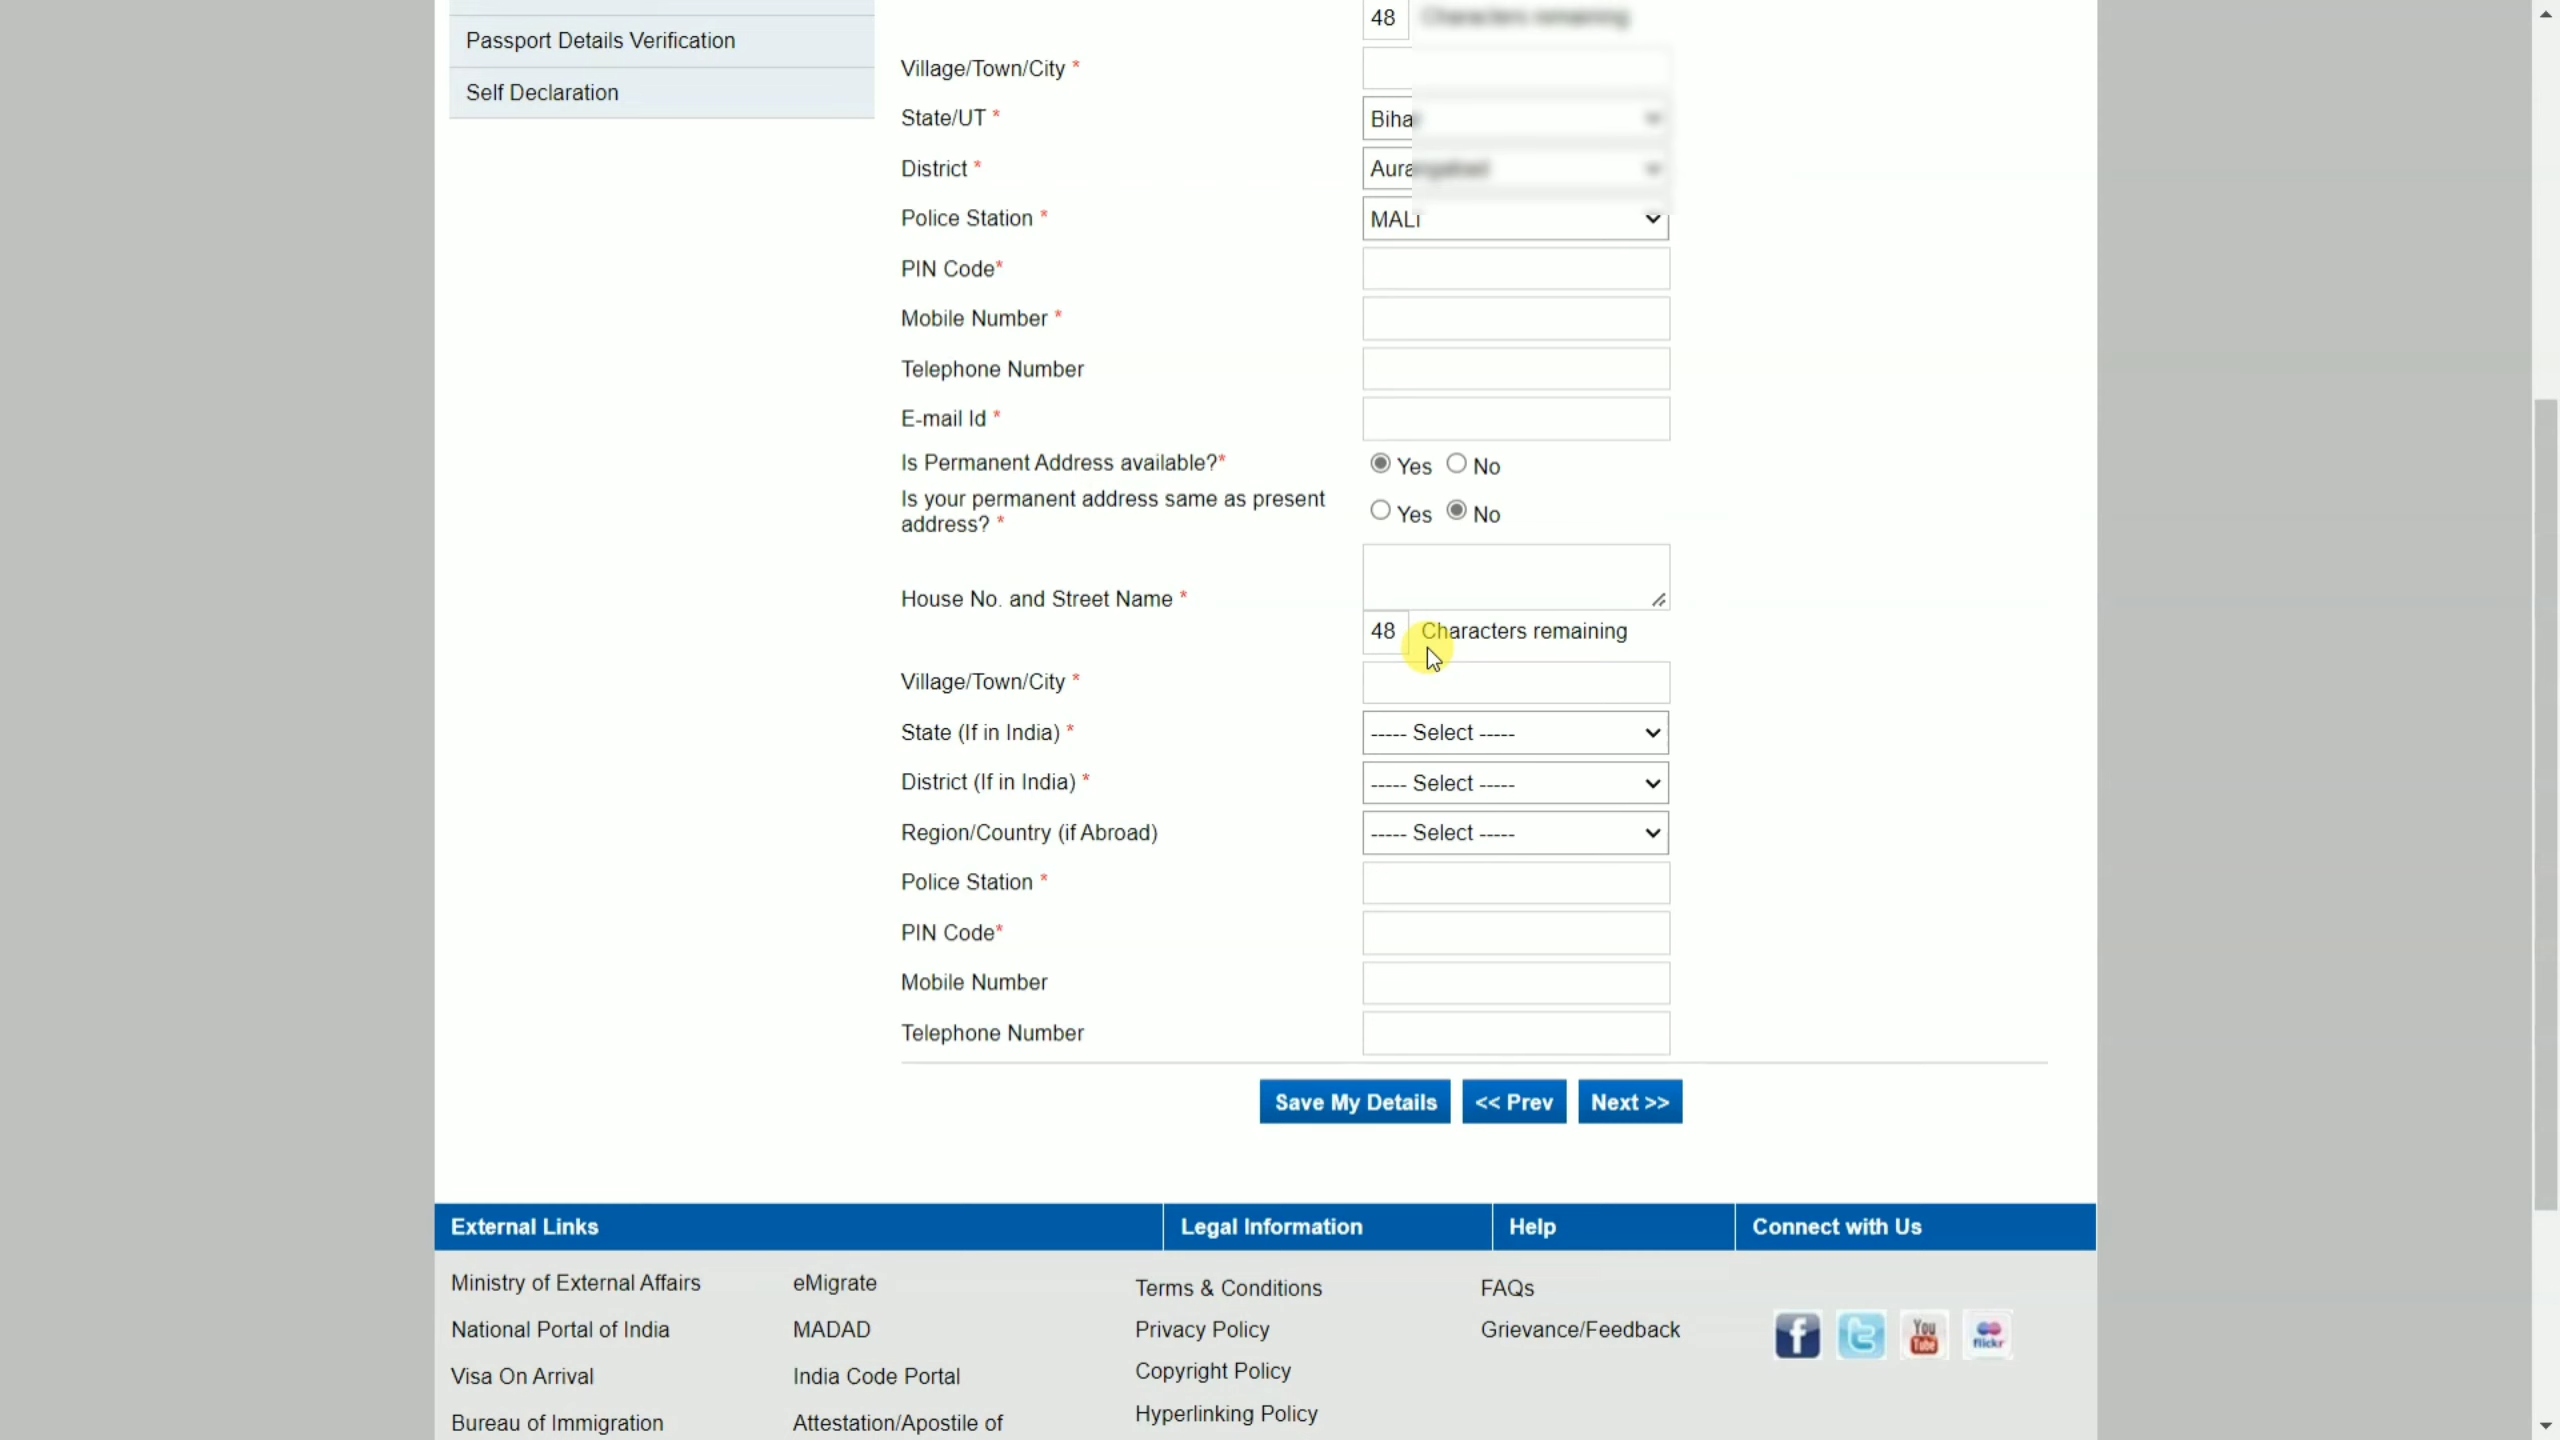 48
Passport Details Verification
Village/Town/City *
Self Declaration
State/UT *
District *
Police Station *
PIN Code*
Mobile Number *
Telephone Number
E-mail Id *
Is Permanent Address available?* Yes No
Is your permanent address same as present
address? * Yes No
House No. and Street Name *
48 Characters remaining
Village/Town/City *
State (If in India) * ----- Select -----
District (If in India) * ----- Select -----
Region/Country (if Abroad) ----- Select -----
Police Station *
PIN Code*
Mobile Number
Telephone Number
Save My Details << Prev Next >>
External Links Legal Information Help Connect with Us
Ministry of External Affairs eMigrate Terms & Conditions FAQs
National Portal of India MADAD Privacy Policy Grievance/Feedback
f t You Tube flickr
Visa On Arrival India Code Portal Copyright Policy
Bureau of Immigration Attestation/Apostile of Hyperlinking Policy